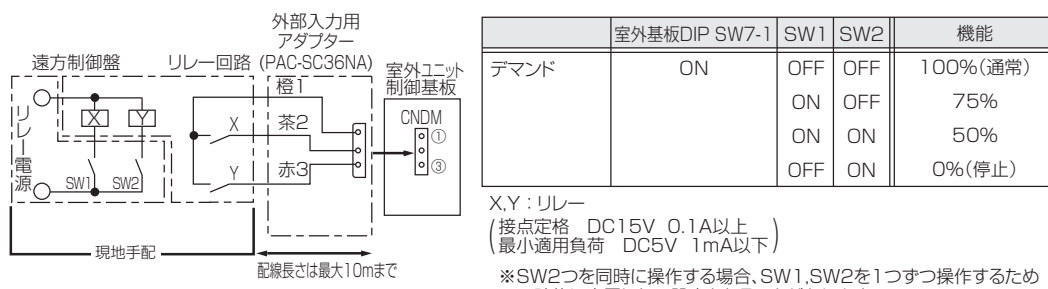 外部入力用
アダプター
(PAC-SC36NA)
遠方制御盤
リレー回路
室外ユニット
制御基板
橙1
茶2
赤3
CNDM
①
③
X
Y
X
Y
リレー電源
SW1
SW2
現地手配
配線長さは最大10mまで
室外基板DIP SW7-1 SW1 SW2 機能
デマンド ON OFF OFF 100%(通常)
ON OFF 75%
ON ON 50%
OFF ON 0%(停止)
X,Y：リレー
(接点定格 DC15V 0.1A以上
最小適用負荷 DC5V 1mA以下)
※SW2つを同時に操作する場合、SW1,SW2を1つずつ操作するため